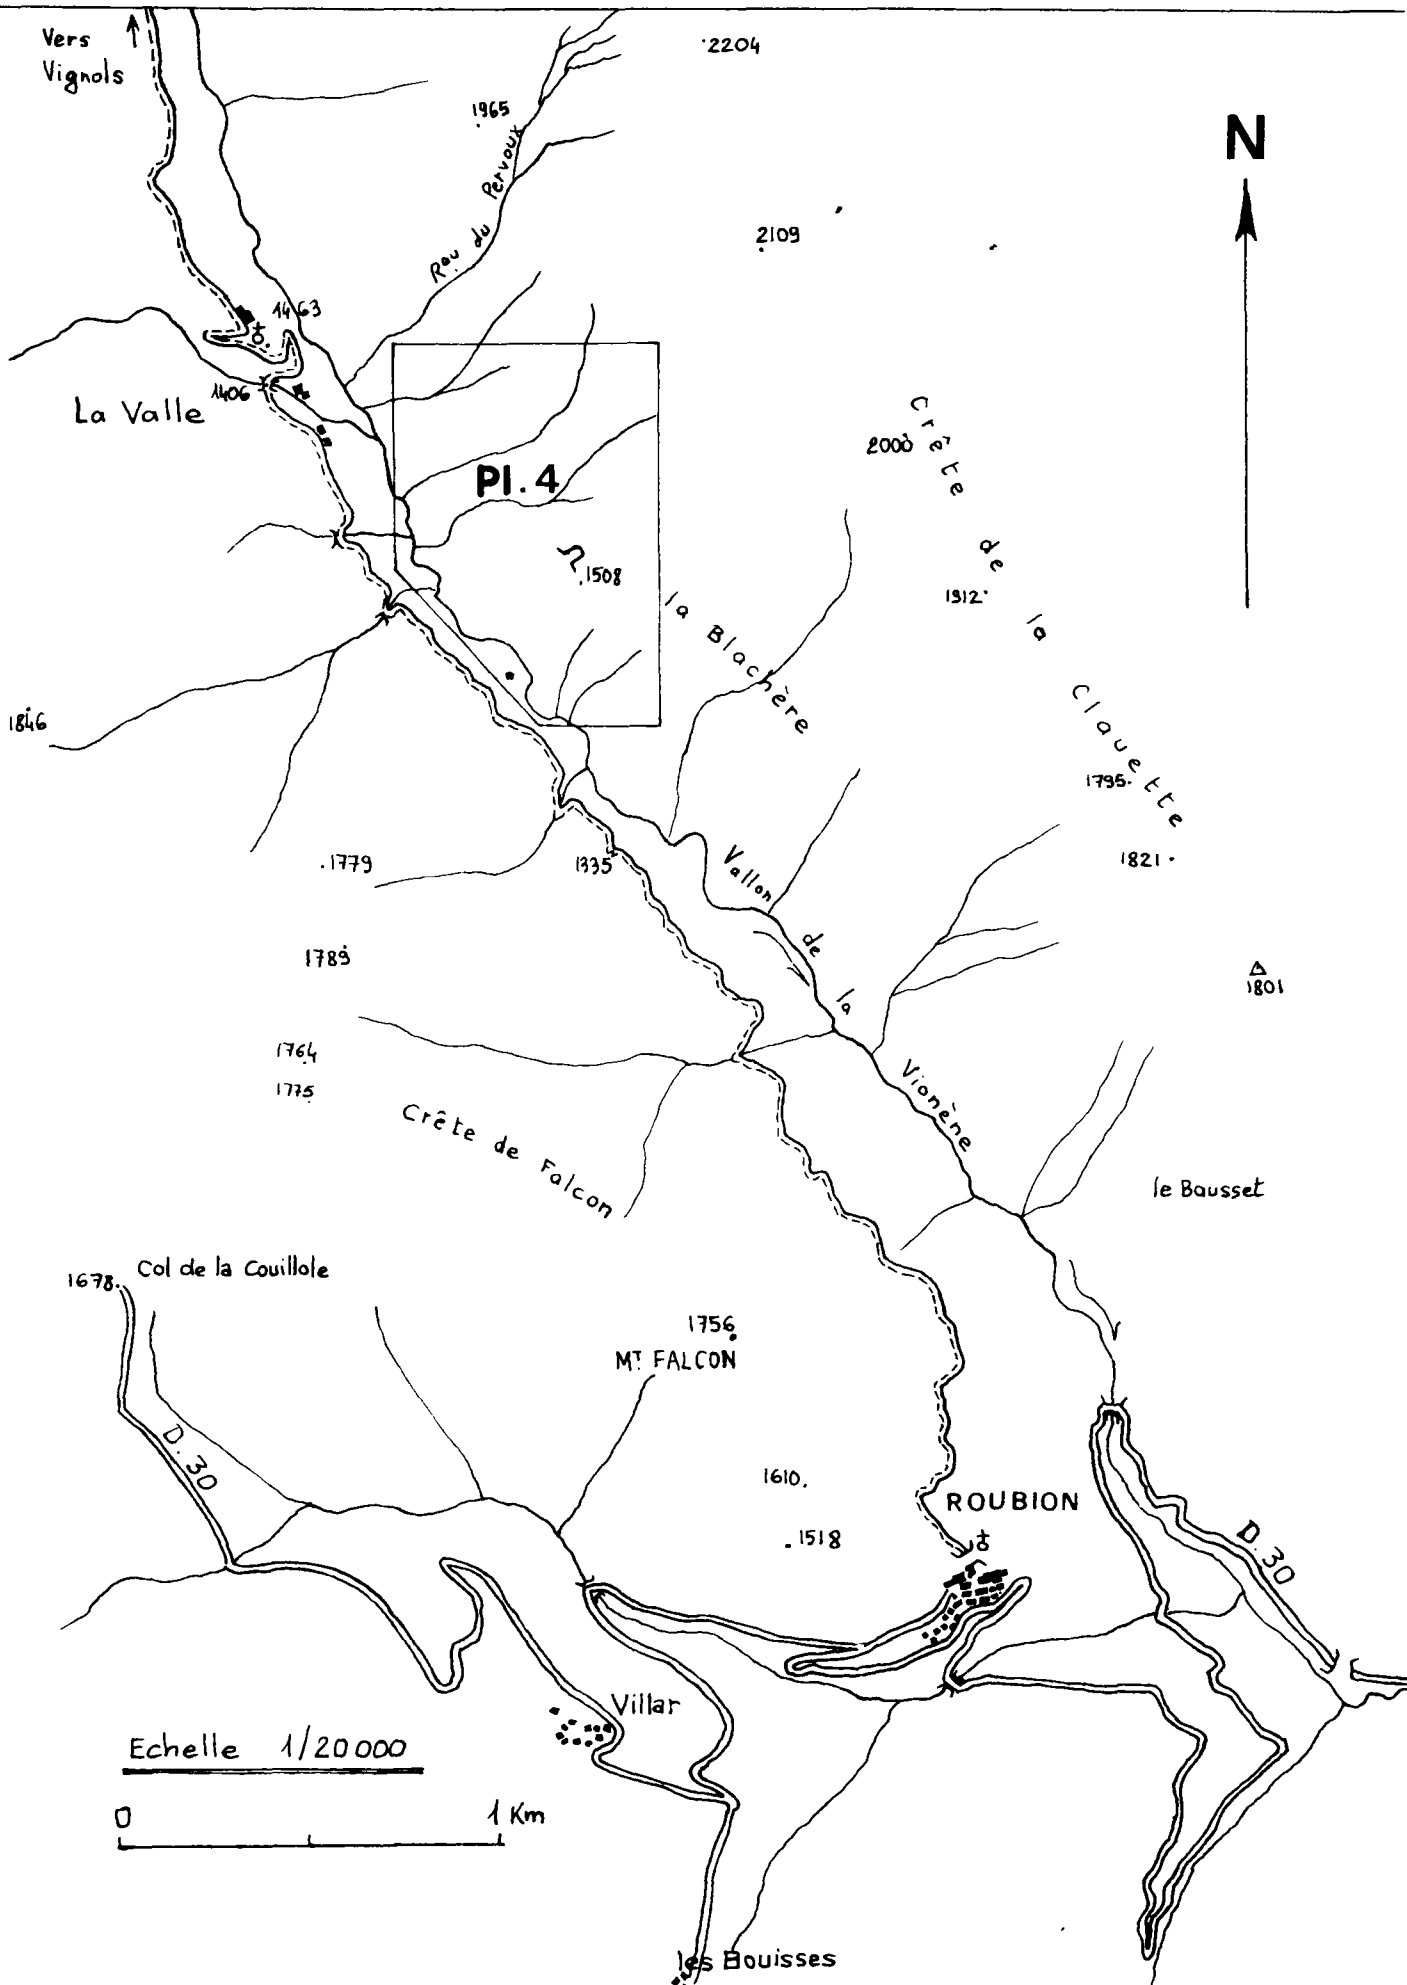 Vers
Vignols
2204
1965
N
Rau du Pervoux
2109
1463
1406
La Valle
Crête de la Clauette
2000
Pl. 4
1508
1912
la Blachère
1846
1795
1779
1335
1821
Vallon de la Vionène
1789
1801
1764
1775
Crête de Falcon
le Bausset
1678
Col de la Couillole
1756
MT FALCON
D.30
1610
ROUBION
1518
D.30
Villar
Echelle 1/20000
0 1 Km
les Bouisses